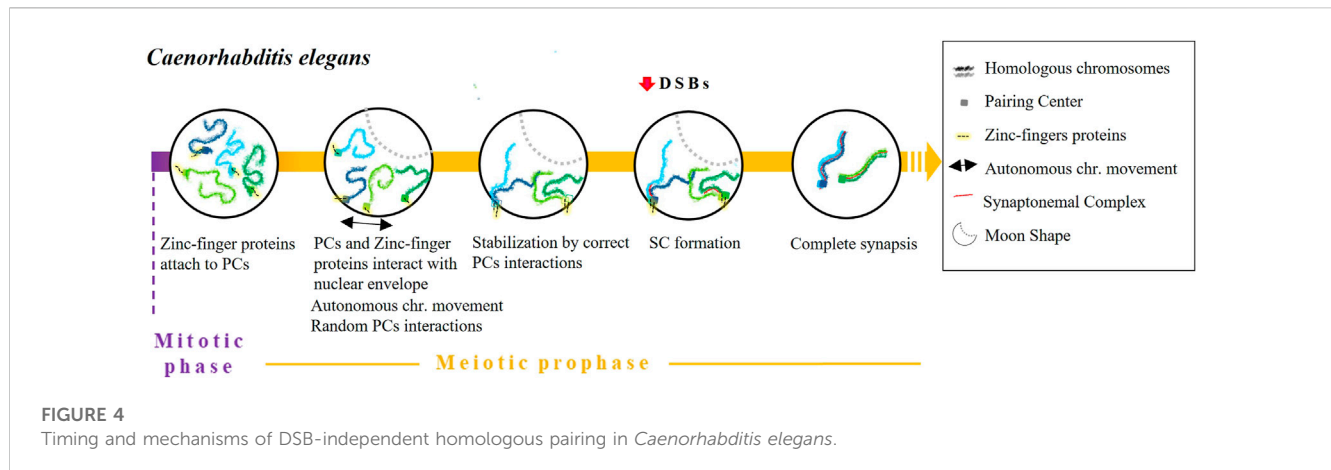 Caenorhabditis elegans
DSBs
Zinc-finger proteins
attach to PCs
PCs and Zinc-finger
proteins interact with
nuclear envelope
Autonomous chr. movement
Random PCs interactions
Stabilization by correct
PCs interactions
SC formation
Complete synapsis
Homologous chromosomes
Pairing Center
Zinc-fingers proteins
Autonomous chr. movement
Synaptonemal Complex
Moon Shape
Mitotic
phase
Meiotic prophase
FIGURE 4
Timing and mechanisms of DSB-independent homologous pairing in Caenorhabditis elegans.